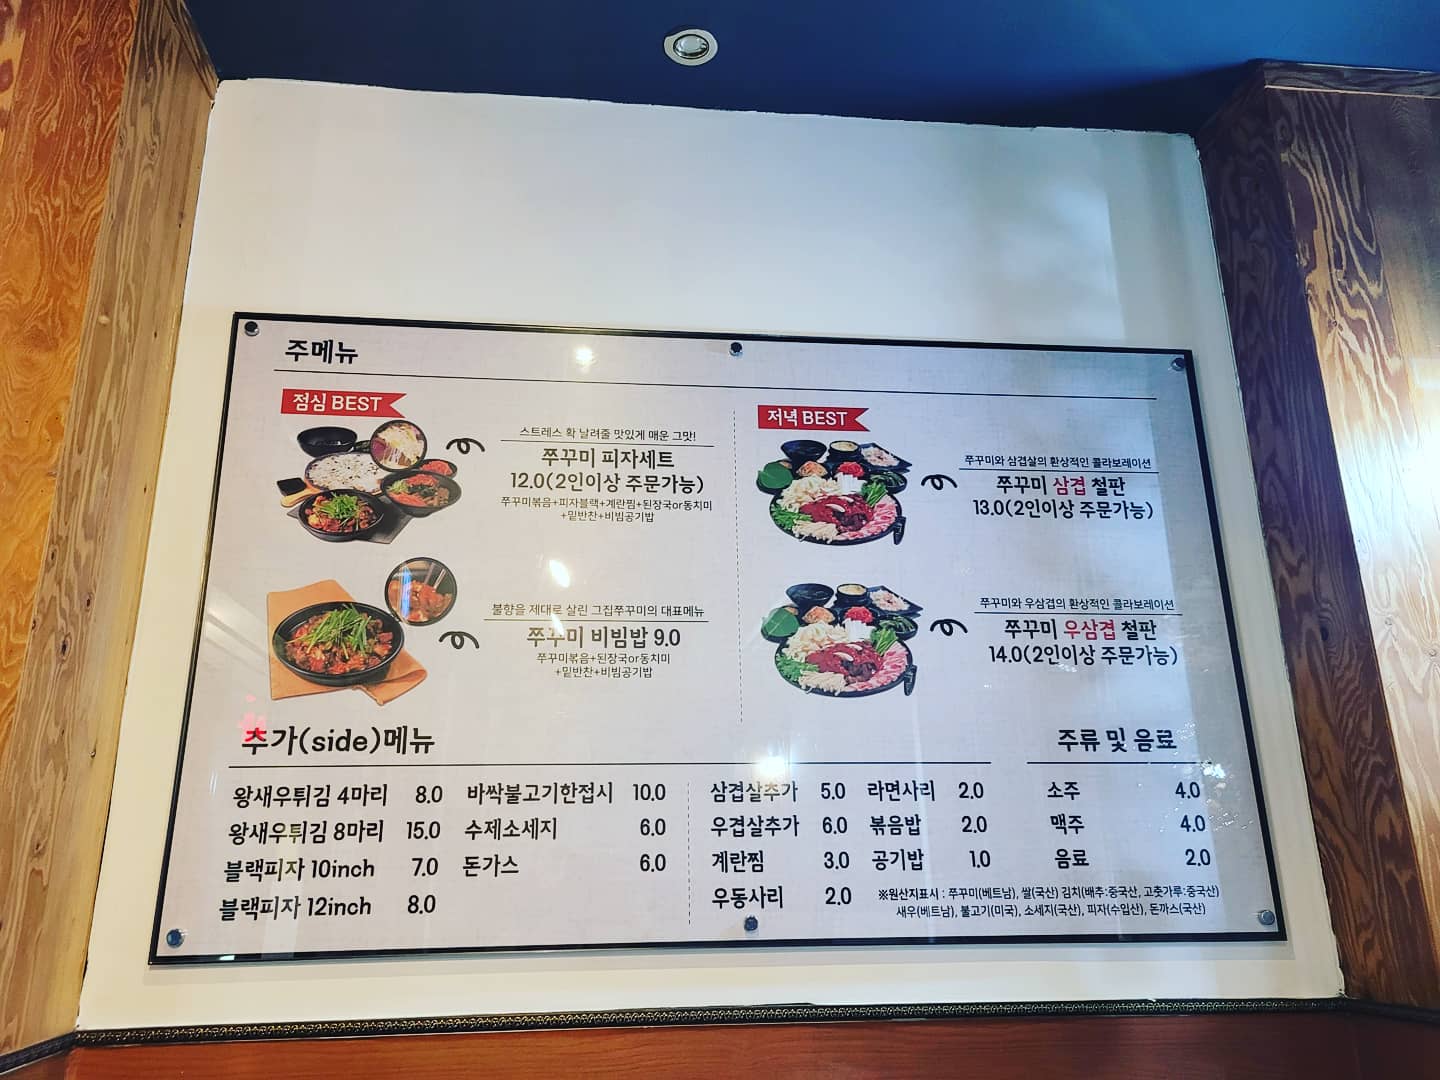 주메뉴
점심 BEST
스트레스 확 날려줄 맛있게 매운 그맛!
쭈꾸미 피자세트
12.0(2인이상 주문가능)
쭈꾸미볶음+피자블랙+계란찜+된장국or동치미
+밑반찬+비빔공기밥
불향을 제대로 살린 그집쭈꾸미의 대표메뉴
쭈꾸미 비빔밥 9.0
쭈꾸미볶음+된장국or동치미
+밑반찬+비빔공기밥
저녁 BEST
쭈꾸미와 삼겹살의 환상적인 콜라보레이션
쭈꾸미 삼겹 철판
13.0(2인이상 주문가능)
쭈꾸미와 우삼겹의 환상적인 콜라보레이션
쭈꾸미 우삼겹 철판
14.0(2인이상 주문가능)
추가(side)메뉴
왕새우튀김 4마리 8.0
왕새우튀김 8마리 15.0
블랙피자 10inch 7.0
블랙피자 12inch 8.0
바싹불고기한접시 10.0
수제소세지 6.0
돈가스 6.0
삼겹살추가 5.0
우겹살추가 6.0
계란찜 3.0
우동사리 2.0
라면사리 2.0
볶음밥 2.0
공기밥 1.0
주류 및 음료
소주 4.0
맥주 4.0
음료 2.0
※원산지표시 : 쭈꾸미(베트남), 쌀(국산) 김치(배추:중국산, 고춧가루:중국산)
새우(베트남), 불고기(미국), 소세지(국산), 피자(수입산), 돈까스(국산)